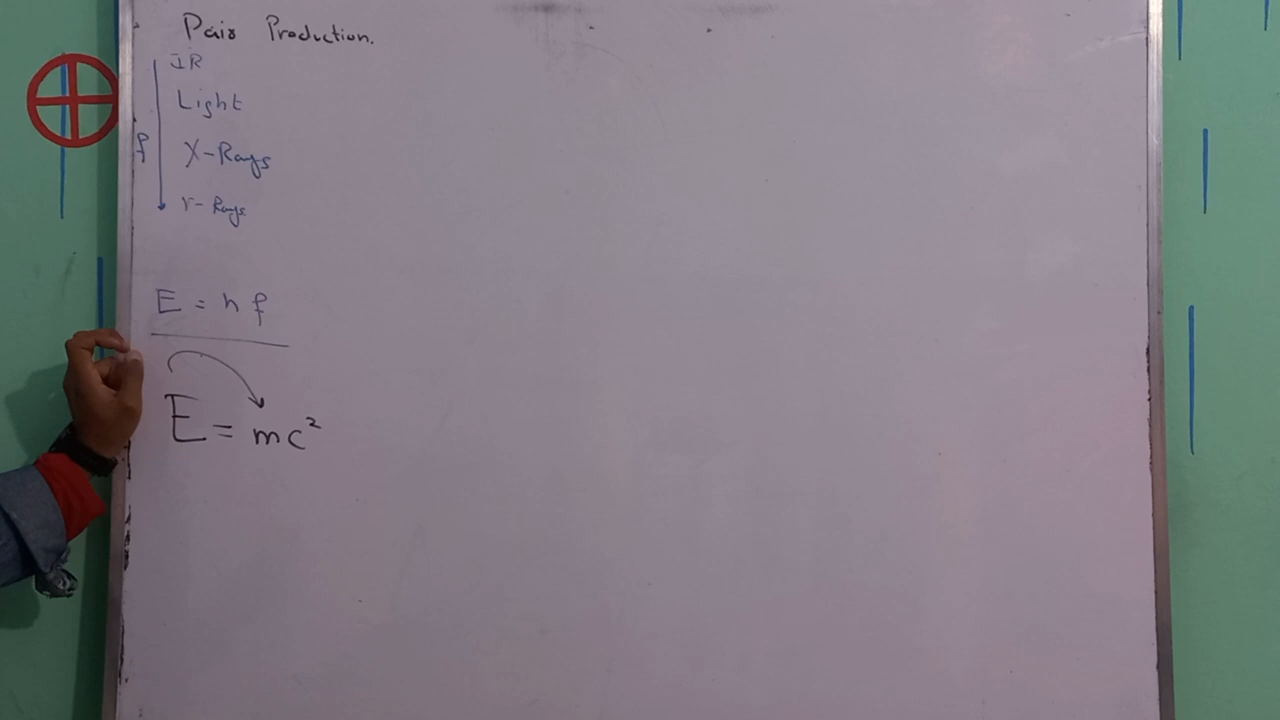 Pair Production.
IR
Light
f
X-Rays
γ-Rays
E = hf
E = mc²